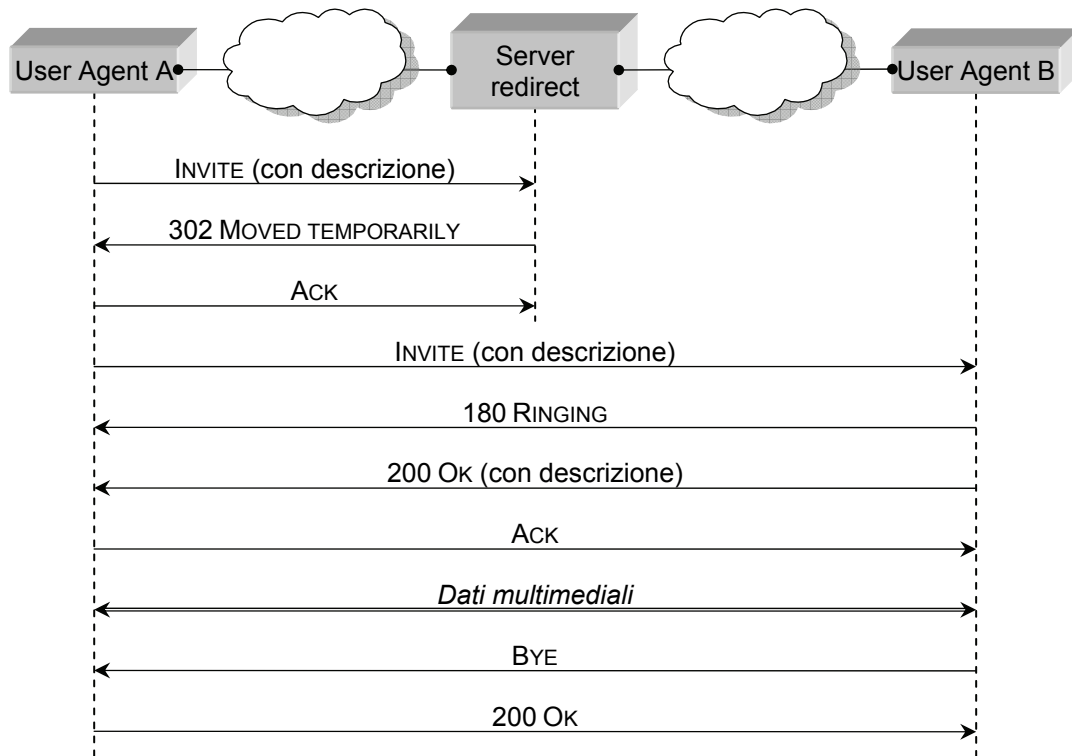 User Agent A
Server
redirect
User Agent B
INVITE (con descrizione)
302 MOVED TEMPORARILY
ACK
INVITE (con descrizione)
180 RINGING
200 OK (con descrizione)
ACK
Dati multimediali
BYE
200 OK